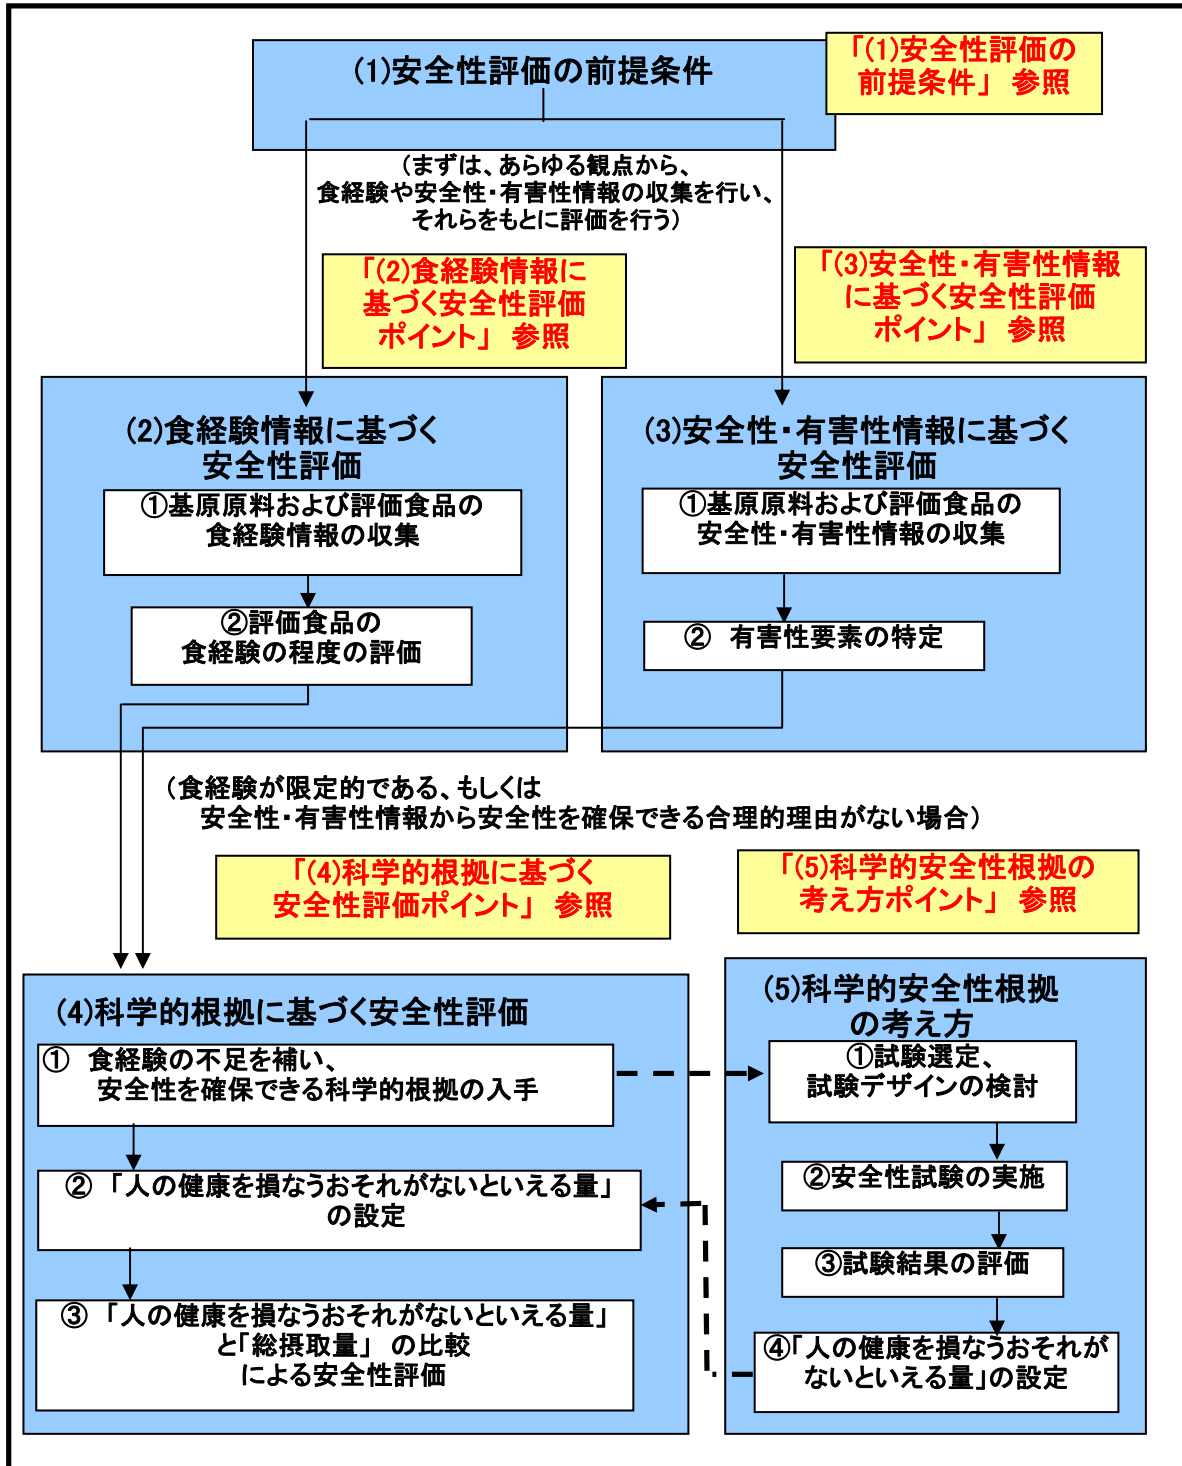 (1)安全性評価の前提条件
「(1)安全性評価の
前提条件」 参照
(まずは、あらゆる観点から、
食経験や安全性・有害性情報の収集を行い、
それらをもとに評価を行う)
「(2)食経験情報に
基づく安全性評価
ポイント」 参照
「(3)安全性・有害性情報
に基づく安全性評価
ポイント」 参照
(2)食経験情報に基づく
安全性評価
①基原原料および評価食品の
食経験情報の収集
②評価食品の
食経験の程度の評価
(3)安全性・有害性情報に基づく
安全性評価
①基原原料および評価食品の
安全性・有害性情報の収集
② 有害性要素の特定
(食経験が限定的である、もしくは
安全性・有害性情報から安全性を確保できる合理的理由がない場合)
「(4)科学的根拠に基づく
安全性評価ポイント」 参照
「(5)科学的安全性根拠の
考え方ポイント」 参照
(4)科学的根拠に基づく安全性評価
① 食経験の不足を補い、
安全性を確保できる科学的根拠の入手
② 「人の健康を損なうおそれがないといえる量」
の設定
③ 「人の健康を損なうおそれがないといえる量」
と「総摂取量」 の比較
による安全性評価
(5)科学的安全性根拠
の考え方
①試験選定、
試験デザインの検討
②安全性試験の実施
③試験結果の評価
④「人の健康を損なうおそれが
ないといえる量」の設定